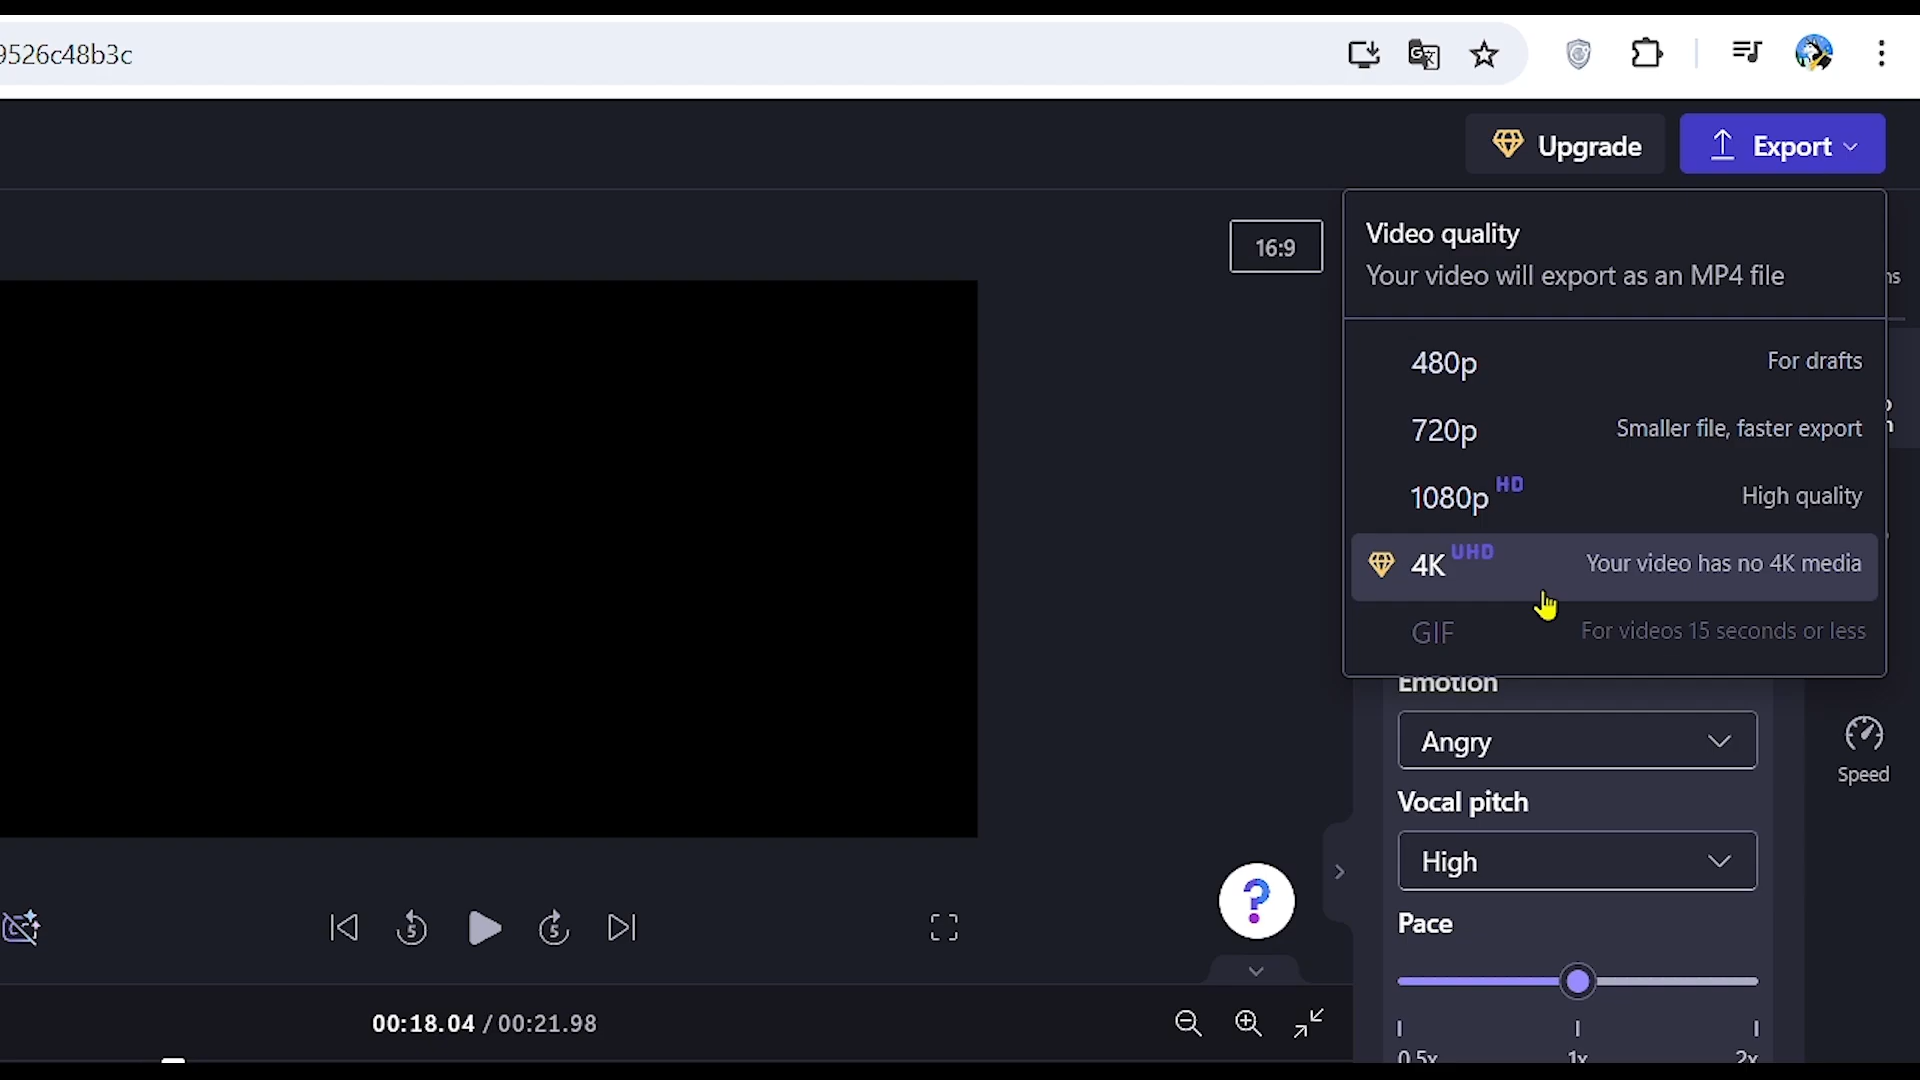 9526c48b3c
Upgrade
Export
16:9
Video quality
Your video will export as an MP4 file
480p For drafts
720p Smaller file, faster export
1080p HD High quality
4K UHD Your video has no 4K media
GIF For videos 15 seconds or less
Emotion
Angry
Speed
Vocal pitch
High
?
Pace
5
5
00:18.04 / 00:21.98
0.5x 1x 2x